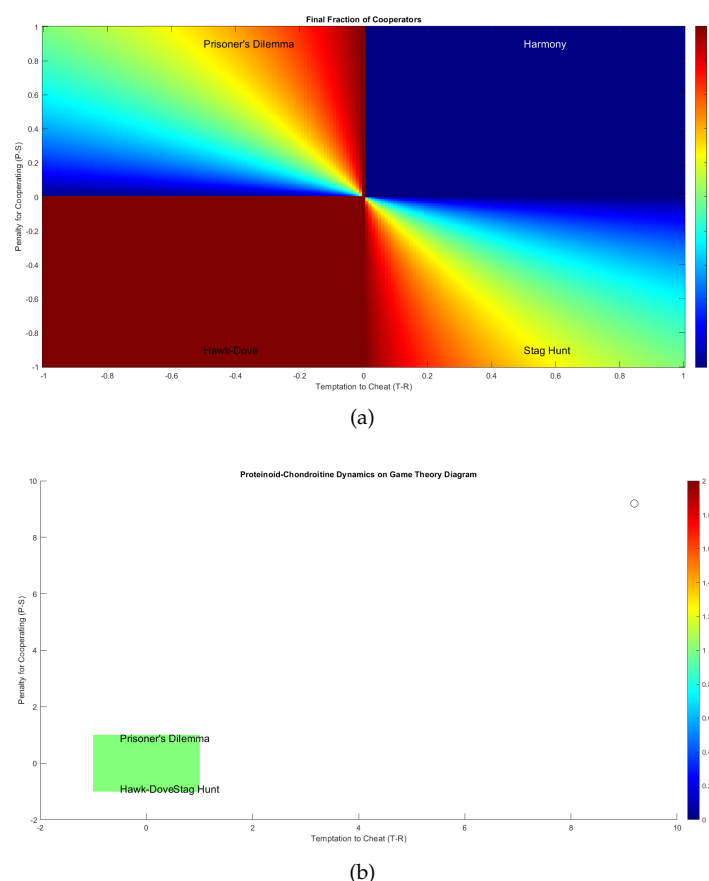 Final Fraction of Cooperators
1
0.8
0.6
0.4
0.2
0
-0.2
-0.4
-0.6
-0.8
-1
Penalty for Cooperating (P-S)
Prisoner's Dilemma
Harmony
Hawk-Dove
Stag Hunt
-1
-0.8
-0.6
-0.4
-0.2
0
0.2
0.4
0.6
0.8
1
Temptation to Cheat (T-R)
(a)
Proteinoid-Chondroitine Dynamics on Game Theory Diagram
10
8
6
4
2
0
-2
Penalty for Cooperating (P-S)
Prisoner's Dilemma
Hawk-DoveStag Hunt
-2
0
2
4
6
8
10
Temptation to Cheat (T-R)
2
1
0
(b)